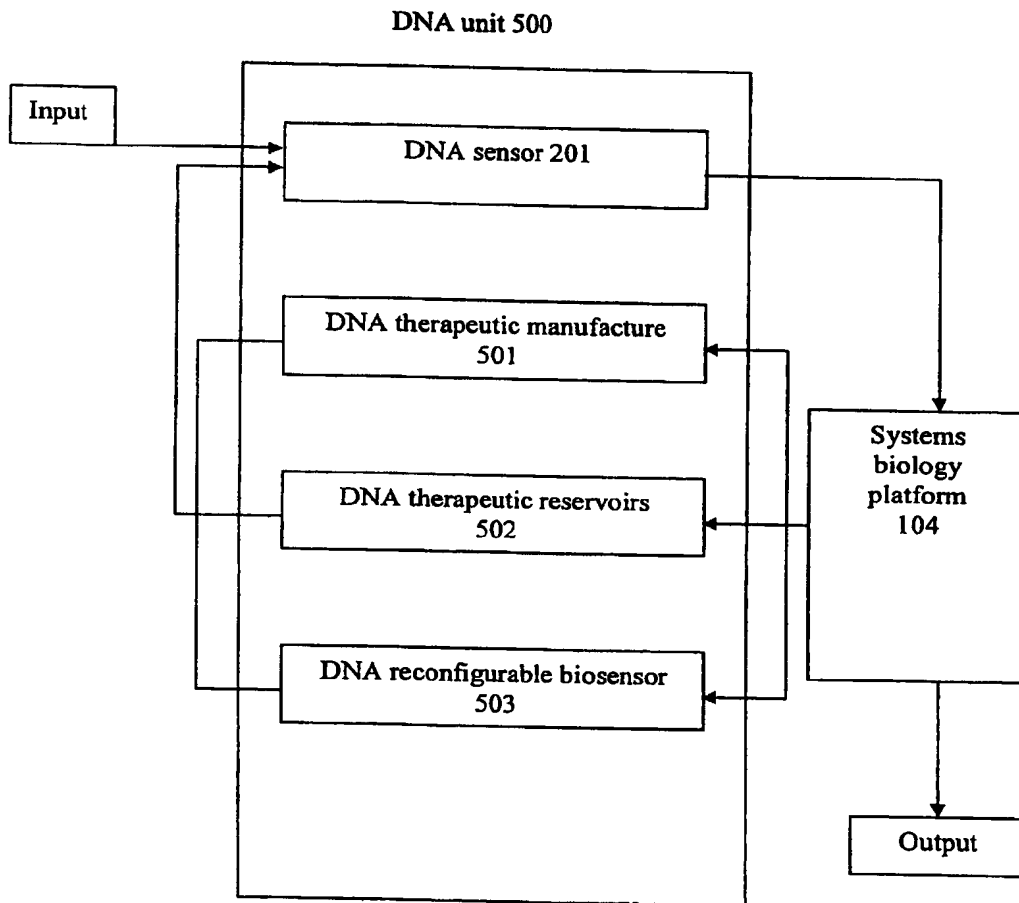 DNA unit 500
Input
DNA sensor 201
DNA therapeutic manufacture
501
DNA therapeutic reservoirs
502
DNA reconfigurable biosensor
503
Systems
biology
platform
104
Output